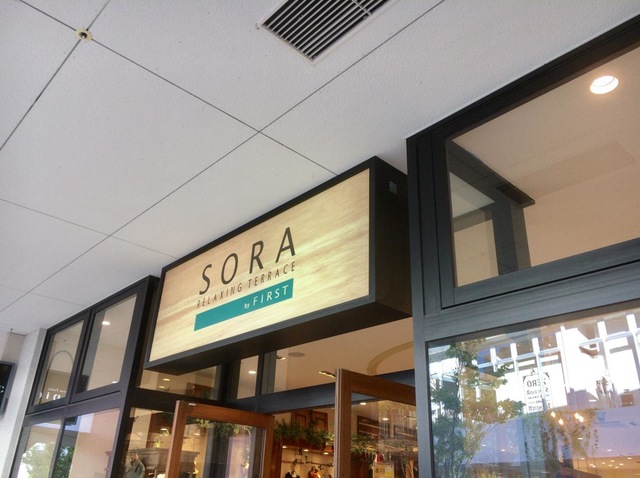 SORA
RELAXING TERRACE
by FIRST